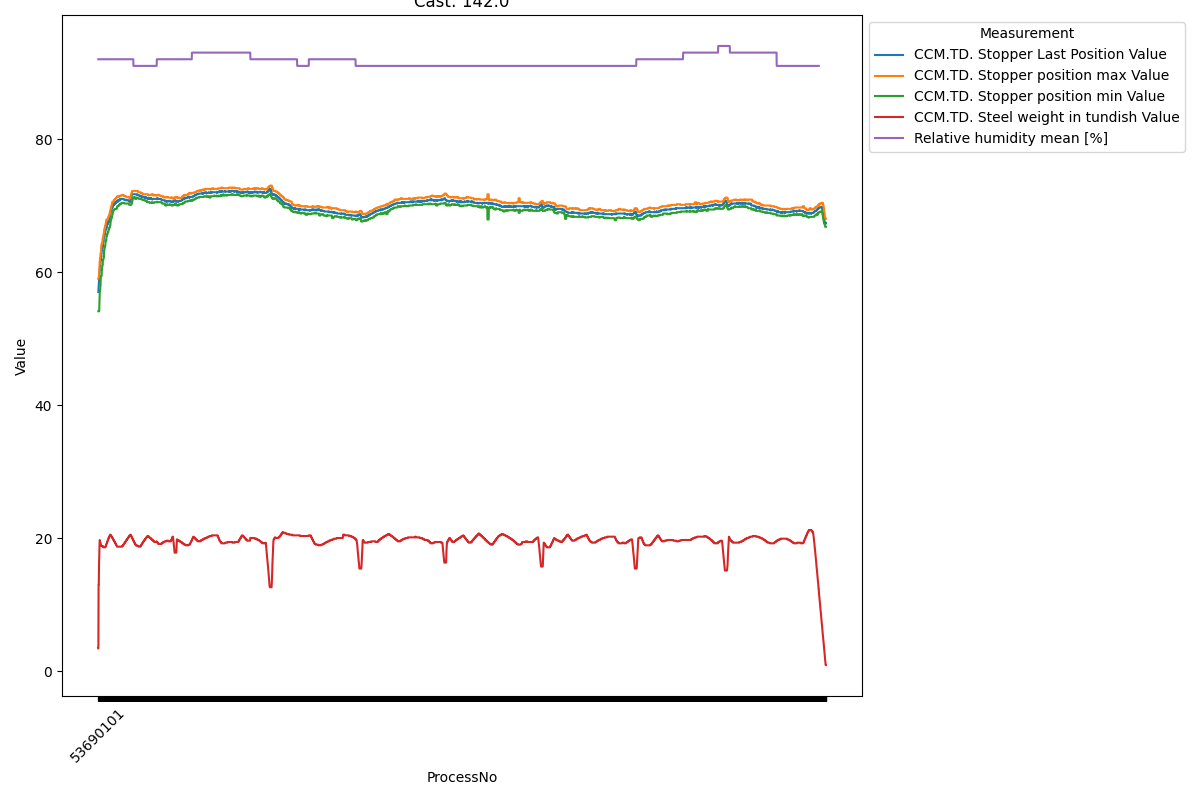 Cast: 142.0
Measurement
CCM.TD. Stopper Last Position Value
CCM.TD. Stopper position max Value
CCM.TD. Stopper position min Value
CCM.TD. Steel weight in tundish Value
Relative humidity mean [%]
80
60
40
20
0
Value
53690101
ProcessNo